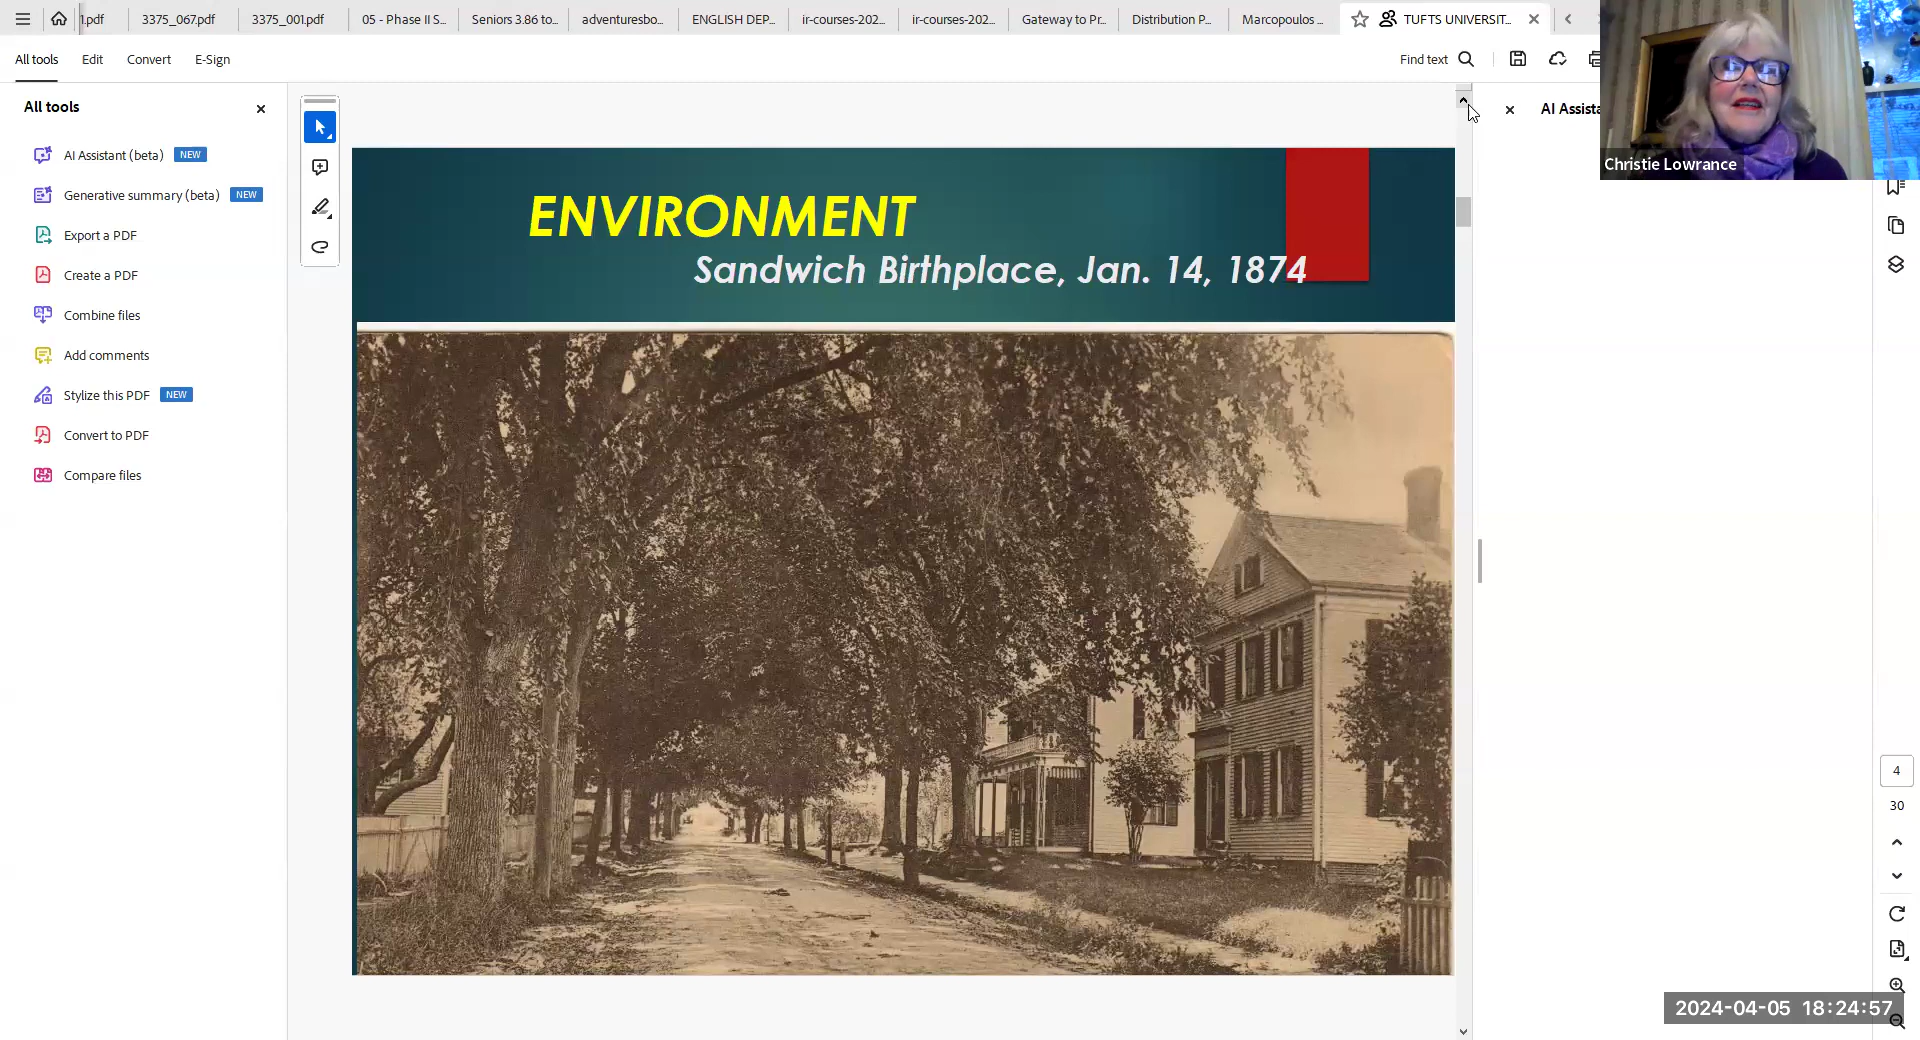 1.pdf
3375_067.pdf
3375_001.pdf
05 - Phase II S...
Seniors 3.86 to...
adventuresbo...
ENGLISH DEP...
ir-courses-202...
ir-courses-202...
Gateway to Pr...
Distribution P...
Marcopoulos ...
TUFTS UNIVERSIT...
All tools
Edit
Convert
E-Sign
Find text
All tools
AI Assistant (beta) NEW
Generative summary (beta) NEW
Export a PDF
Create a PDF
Combine files
Add comments
Stylize this PDF NEW
Convert to PDF
Compare files
ENVIRONMENT
Sandwich Birthplace, Jan. 14, 1874
AI Assista
Christie Lowrance
4
30
2024-04-05 18:24:57